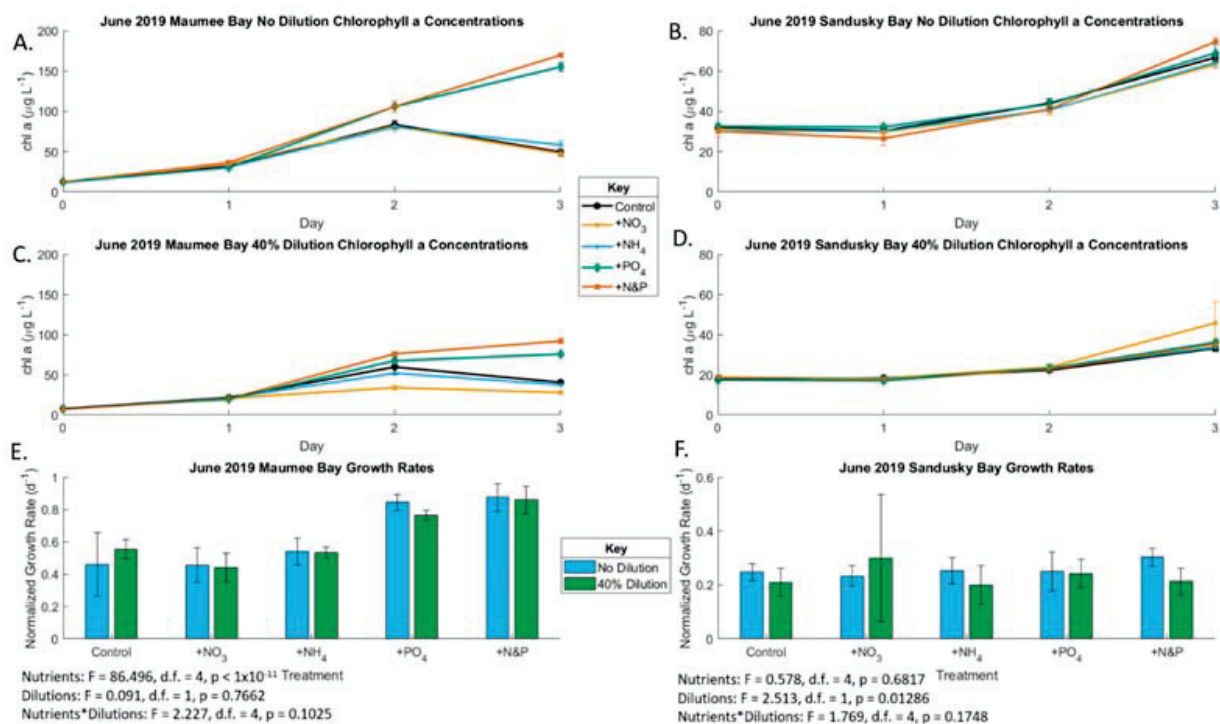 A.
June 2019 Maumee Bay No Dilution Chlorophyll a Concentrations
chl a (μg L⁻¹)
200
150
100
50
0
0 1 2 3
Day
B.
June 2019 Sandusky Bay No Dilution Chlorophyll a Concentrations
chl a (μg L⁻¹)
80
60
40
20
0
0 1 2 3
Day
Key
Control
+NO₃
+NH₄
+PO₄
+N&P
C.
June 2019 Maumee Bay 40% Dilution Chlorophyll a Concentrations
chl a (μg L⁻¹)
200
150
100
50
0
0 1 2 3
Day
D.
June 2019 Sandusky Bay 40% Dilution Chlorophyll a Concentrations
chl a (μg L⁻¹)
80
60
40
20
0
0 1 2 3
Day
E.
June 2019 Maumee Bay Growth Rates
Normalized Growth Rate (d⁻¹)
1
0.8
0.6
0.4
0.2
0
Control +NO₃ +NH₄ +PO₄ +N&P
Treatment
Nutrients: F = 86.496, d.f. = 4, p < 1x10⁻¹¹
Dilutions: F = 0.091, d.f. = 1, p = 0.7662
Nutrients*Dilutions: F = 2.227, d.f. = 4, p = 0.1025
Key
No Dilution
40% Dilution
F.
June 2019 Sandusky Bay Growth Rates
Normalized Growth Rate (d⁻¹)
0.6
0.4
0.2
0
Control +NO₃ +NH₄ +PO₄ +N&P
Treatment
Nutrients: F = 0.578, d.f. = 4, p = 0.6817
Dilutions: F = 2.513, d.f. = 1, p = 0.01286
Nutrients*Dilutions: F = 1.769, d.f. = 4, p = 0.1748